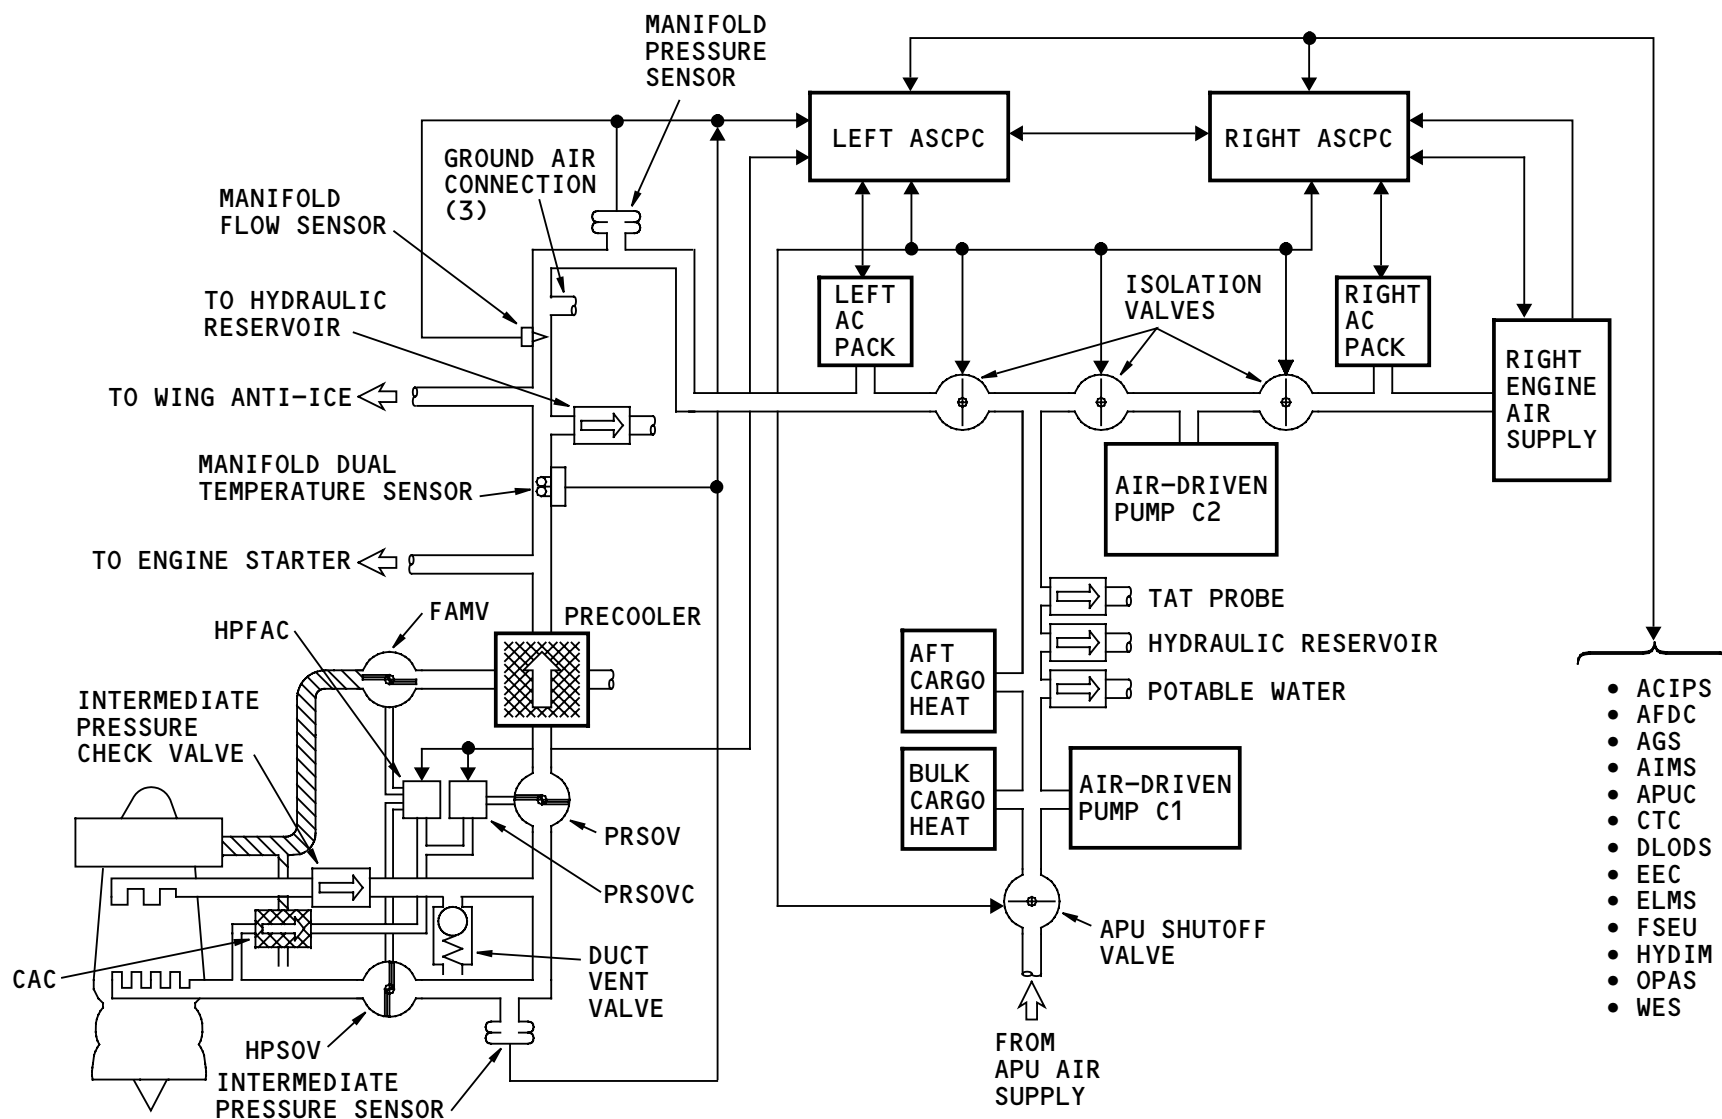 MANIFOLD
PRESSURE
SENSOR
LEFT ASCPC
RIGHT ASCPC
GROUND AIR
CONNECTION
(3)
MANIFOLD
FLOW SENSOR
TO HYDRAULIC
RESERVOIR
LEFT
AC
PACK
ISOLATION
VALVES
RIGHT
AC
PACK
RIGHT
ENGINE
AIR
SUPPLY
TO WING ANTI-ICE
MANIFOLD DUAL
TEMPERATURE SENSOR
AIR-DRIVEN
PUMP C2
TO ENGINE STARTER
FAMV
PRECOOLER
HPFAC
TAT PROBE
HYDRAULIC RESERVOIR
POTABLE WATER
AFT
CARGO
HEAT
INTERMEDIATE
PRESSURE
CHECK VALVE
BULK
CARGO
HEAT
AIR-DRIVEN
PUMP C1
PRSOV
PRSOVC
APU SHUTOFF
VALVE
DUCT
VENT
VALVE
CAC
HPSOV
INTERMEDIATE
PRESSURE SENSOR
FROM
APU AIR
SUPPLY
• ACIPS
• AFDC
• AGS
• AIMS
• APUC
• CTC
• DLODS
• EEC
• ELMS
• FSEU
• HYDIM
• OPAS
• WES